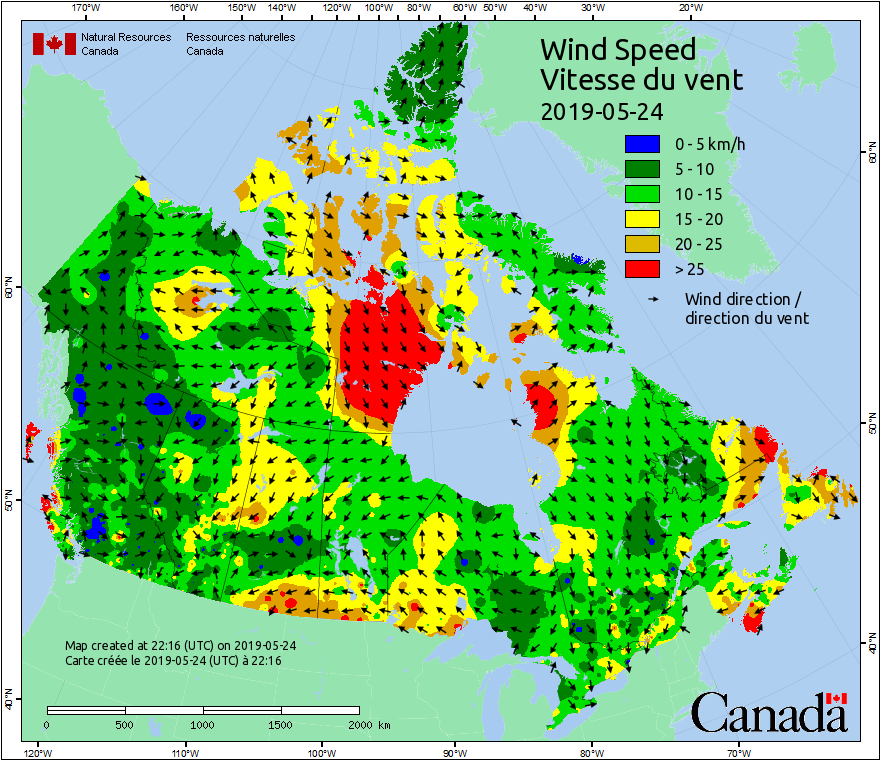 170°W 160°W 150°W 140°W 130°W 120°W 110°W 100°W 90°W 80°W 70°W 60°W 50°W 40°W 30°W 20°W
Natural Resources Canada
Ressources naturelles Canada
Wind Speed
Vitesse du vent
2019-05-24
0 - 5 km/h
5 - 10
10 - 15
15 - 20
20 - 25
> 25
Wind direction /
direction du vent
60°N
60°N
50°N
50°N
40°N
40°N
Map created at 22:16 (UTC) on 2019-05-24
Carte créée le 2019-05-24 (UTC) à 22:16
0 500 1000 1500 2000 km
Canada
120°W 110°W 100°W 90°W 80°W 70°W